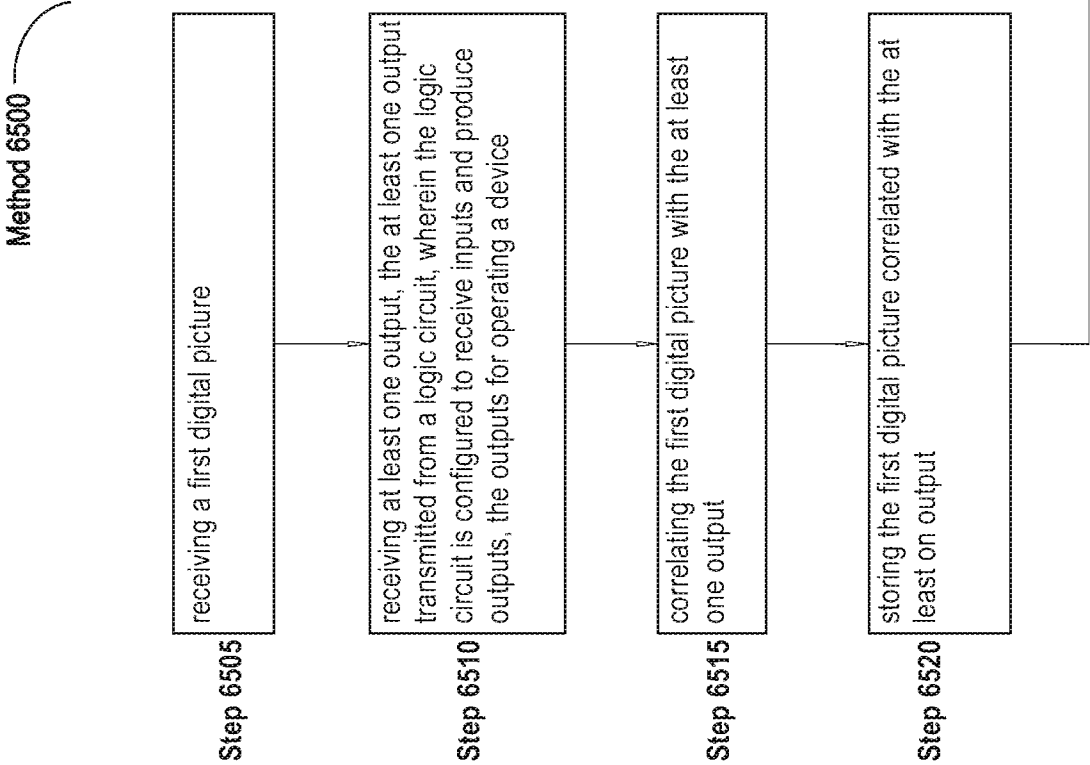 Method 6500
Step 6505
receiving a first digital picture
Step 6510
receiving at least one output, the at least one output
transmitted from a logic circuit, wherein the logic
circuit is configured to receive inputs and produce
outputs, the outputs for operating a device
Step 6515
correlating the first digital picture with the at least
one output
Step 6520
storing the first digital picture correlated with the at
least on output